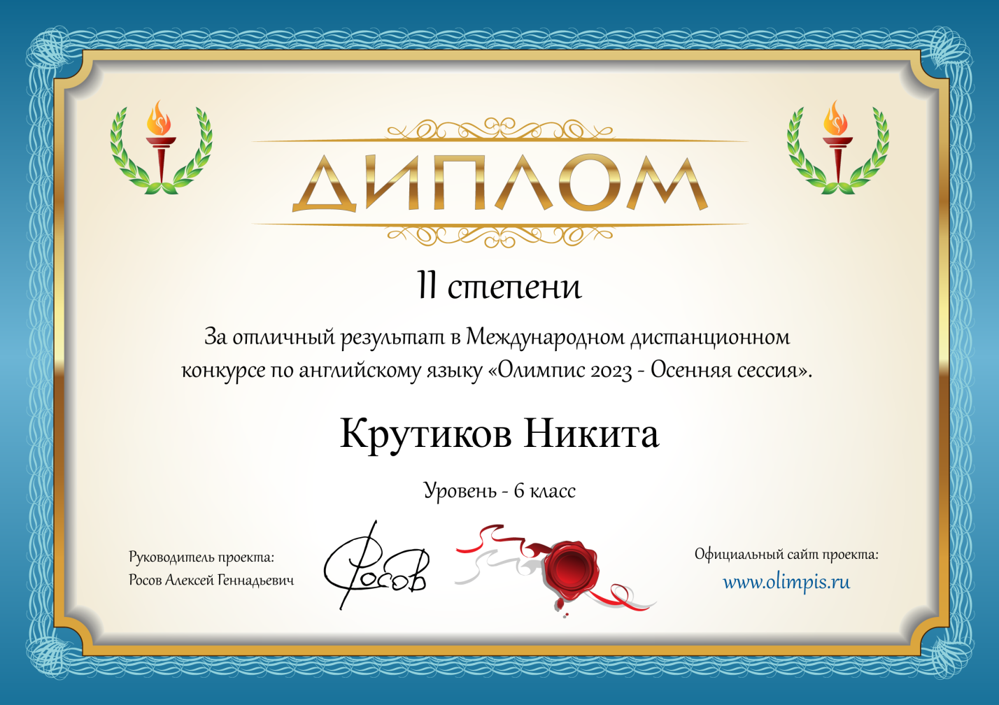 ДИПЛОМ
II степени
За отличный результат в Международном дистанционном
конкурсе по английскому языку «Олимпис 2023 - Осенняя сессия».
Крутиков Никита
Уровень - 6 класс
Руководитель проекта:
Росов Алексей Геннадьевич
Росов
Официальный сайт проекта:
www.olimpis.ru